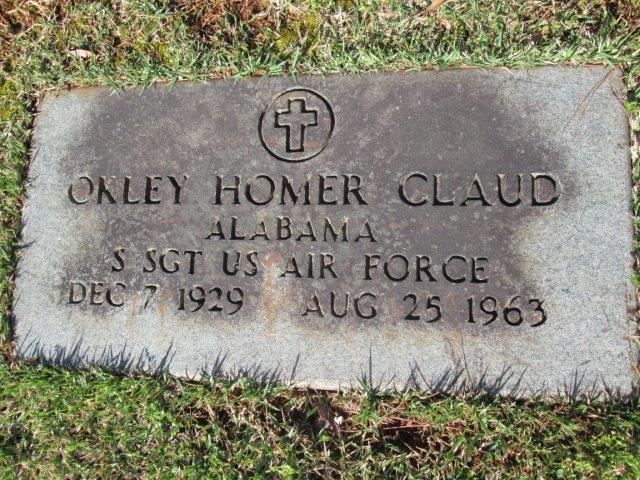 OKLEY HOMER CLAUD
ALABAMA
S SGT US AIR FORCE
DEC 7 1929 AUG 25 1963